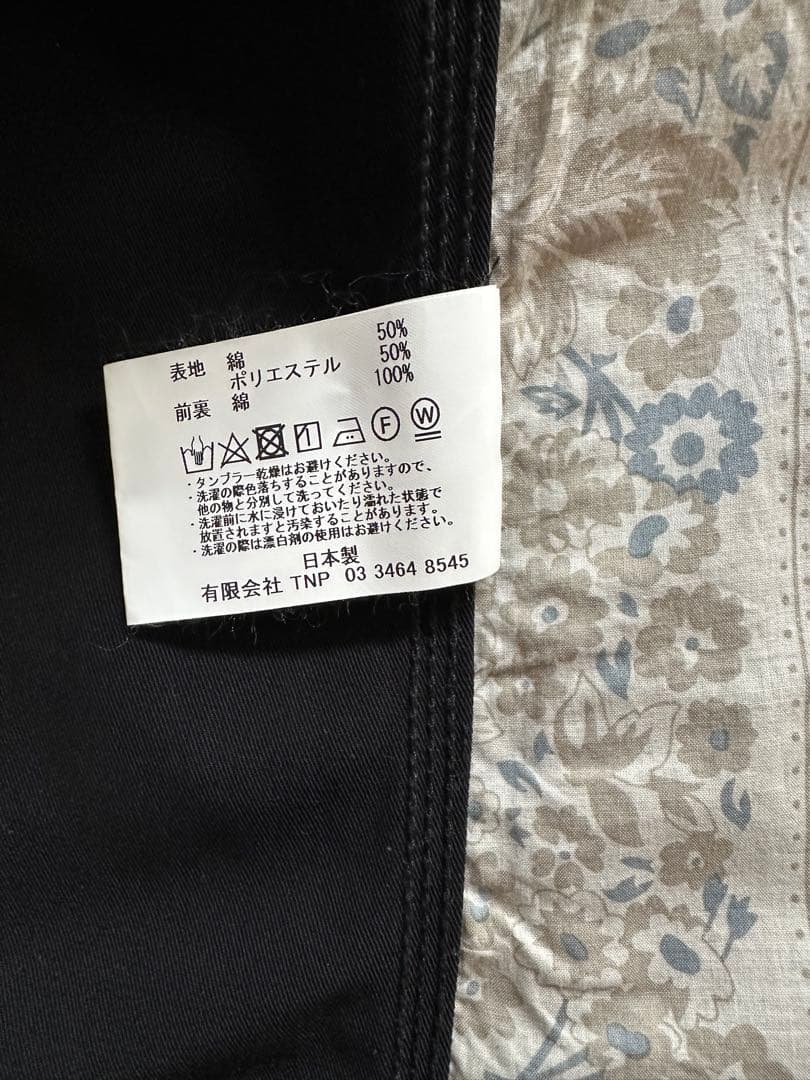 表地 綿 50%
ポリエステル 50%
前裏 綿 100%
F W
・タンブラー乾燥はお避けください。
・洗濯の際色落ちすることがありますので、
他の物と分別して洗ってください。
・洗濯前に水に浸けておいたり濡れた状態で
放置されますと汚染することがあります。
・洗濯の際は漂白剤の使用はお避けください。
日本製
有限会社 TNP 03 3464 8545